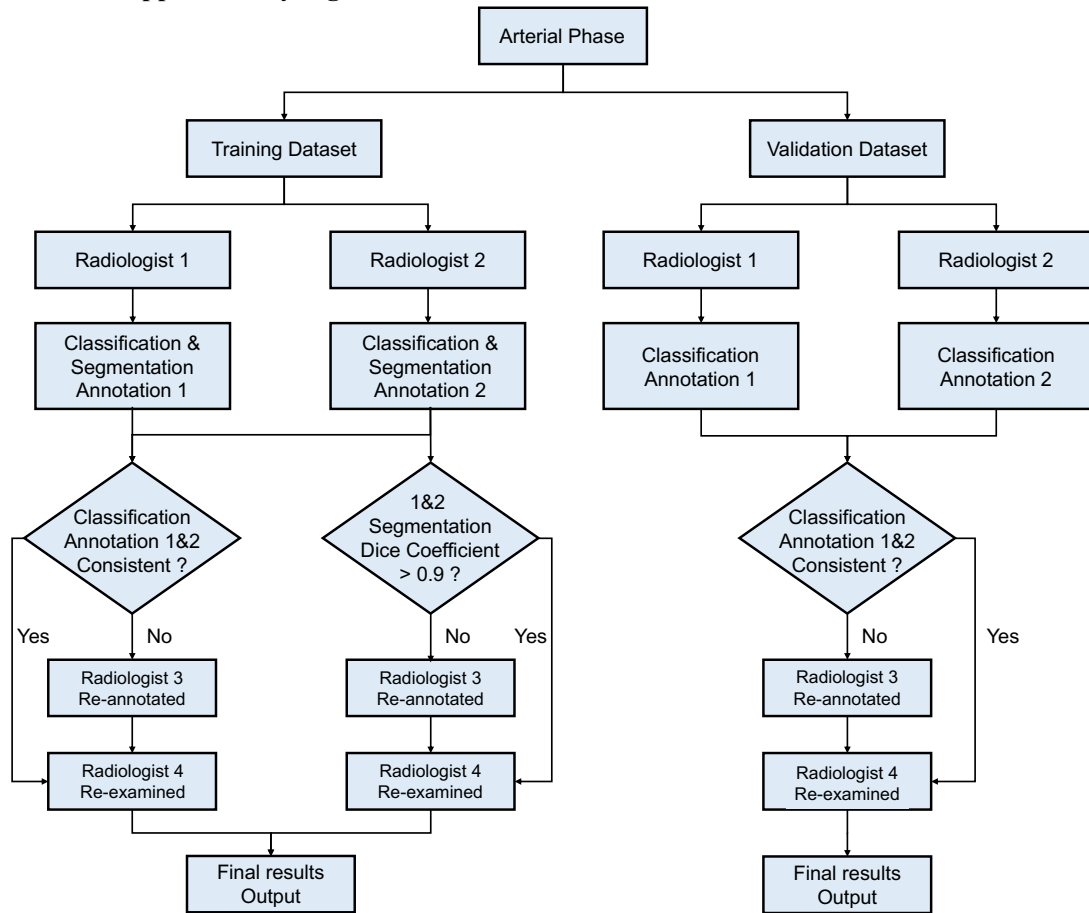 Arterial Phase
Training Dataset
Validation Dataset
Radiologist 1
Radiologist 2
Radiologist 1
Radiologist 2
Classification &
Segmentation
Annotation 1
Classification &
Segmentation
Annotation 2
Classification
Annotation 1
Classification
Annotation 2
Classification
Annotation 1&2
Consistent ?
1&2
Segmentation
Dice Coefficient
> 0.9 ?
Classification
Annotation 1&2
Consistent ?
Yes
No
No
Yes
No
Yes
Radiologist 3
Re-annotated
Radiologist 3
Re-annotated
Radiologist 3
Re-annotated
Radiologist 4
Re-examined
Radiologist 4
Re-examined
Radiologist 4
Re-examined
Final results
Output
Final results
Output